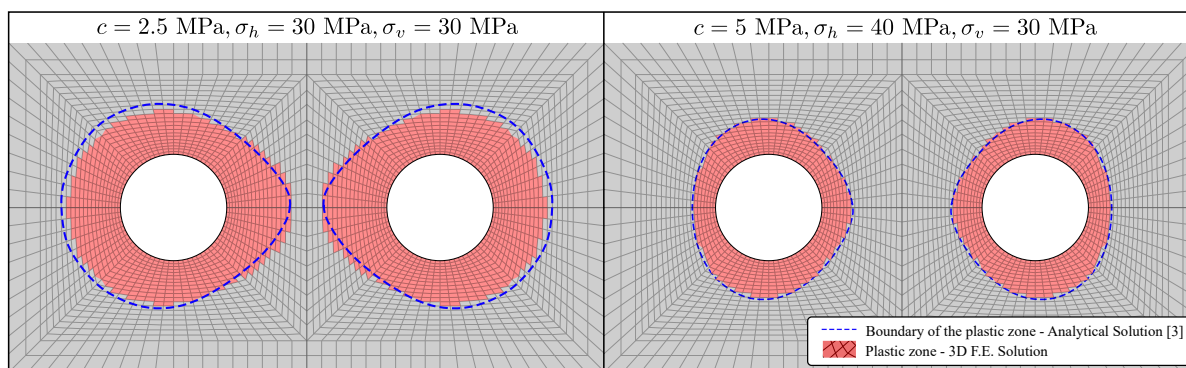 c = 2.5 MPa, σ_h = 30 MPa, σ_v = 30 MPa
c = 5 MPa, σ_h = 40 MPa, σ_v = 30 MPa
Boundary of the plastic zone - Analytical Solution [3]
Plastic zone - 3D F.E. Solution